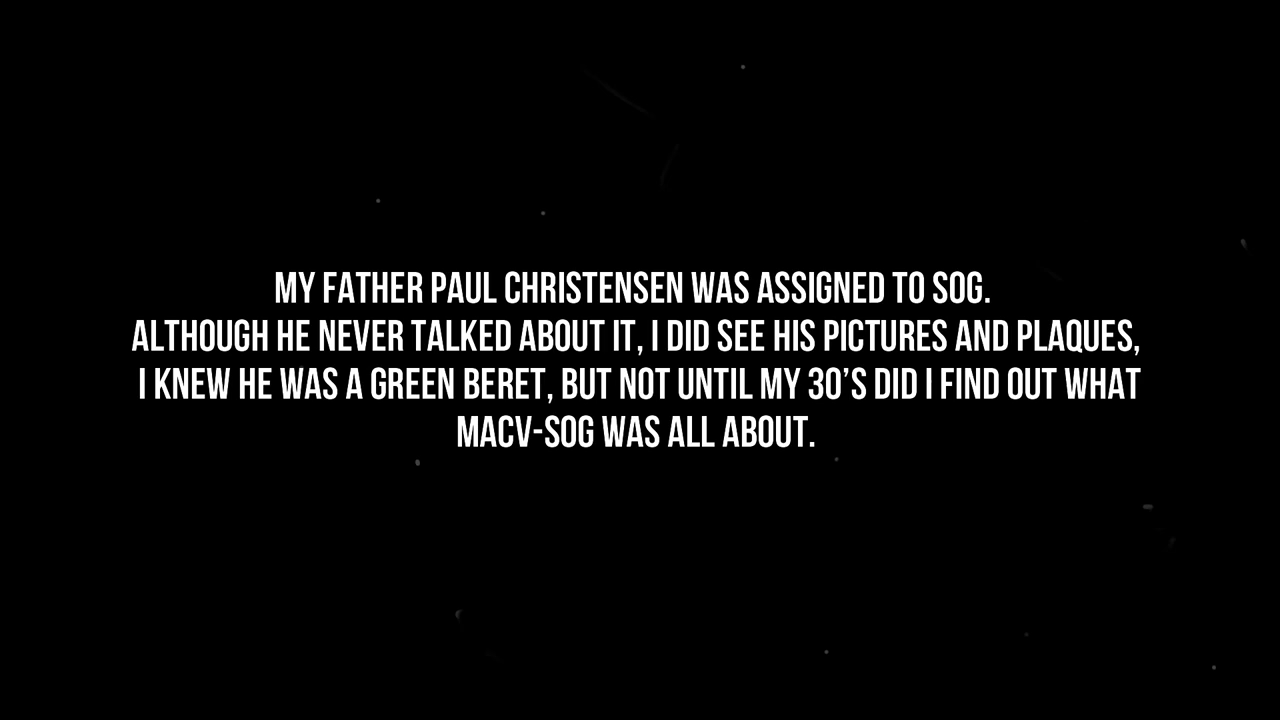 MY FATHER PAUL CHRISTENSEN WAS ASSIGNED TO SOG.
ALTHOUGH HE NEVER TALKED ABOUT IT, I DID SEE HIS PICTURES AND PLAQUES,
I KNEW HE WAS A GREEN BERET, BUT NOT UNTIL MY 30’S DID I FIND OUT WHAT
MACV-SOG WAS ALL ABOUT.